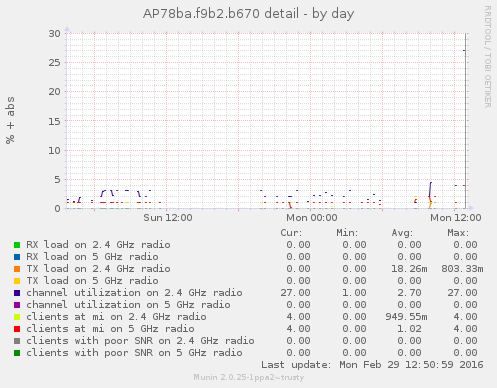 AP78ba.f9b2.b670 detail - by day
RRDTOOL / TOBI OETIKER
% + abs
30
25
20
15
10
5
0
Sun 12:00 Mon 00:00 Mon 12:00
Cur: Min: Avg: Max:
RX load on 2.4 GHz radio 0.00 0.00 0.00 0.00
RX load on 5 GHz radio 0.00 0.00 0.00 0.00
TX load on 2.4 GHz radio 0.00 0.00 18.26m 803.33m
TX load on 5 GHz radio 0.00 0.00 0.00 0.00
channel utilization on 2.4 GHz radio 27.00 1.00 2.70 27.00
channel utilization on 5 GHz radio 0.00 0.00 0.00 0.00
clients at mi on 2.4 GHz radio 4.00 0.00 949.55m 4.00
clients at mi on 5 GHz radio 4.00 0.00 1.02 4.00
clients with poor SNR on 2.4 GHz radio 0.00 0.00 0.00 0.00
clients with poor SNR on 5 GHz radio 0.00 0.00 0.00 0.00
Last update: Mon Feb 29 12:50:59 2016
Munin 2.0.25-1ppa2~trusty